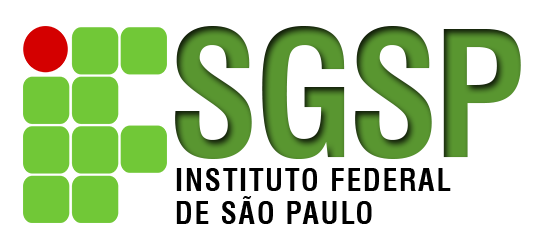 SGSP
INSTITUTO FEDERAL
DE SÃO PAULO